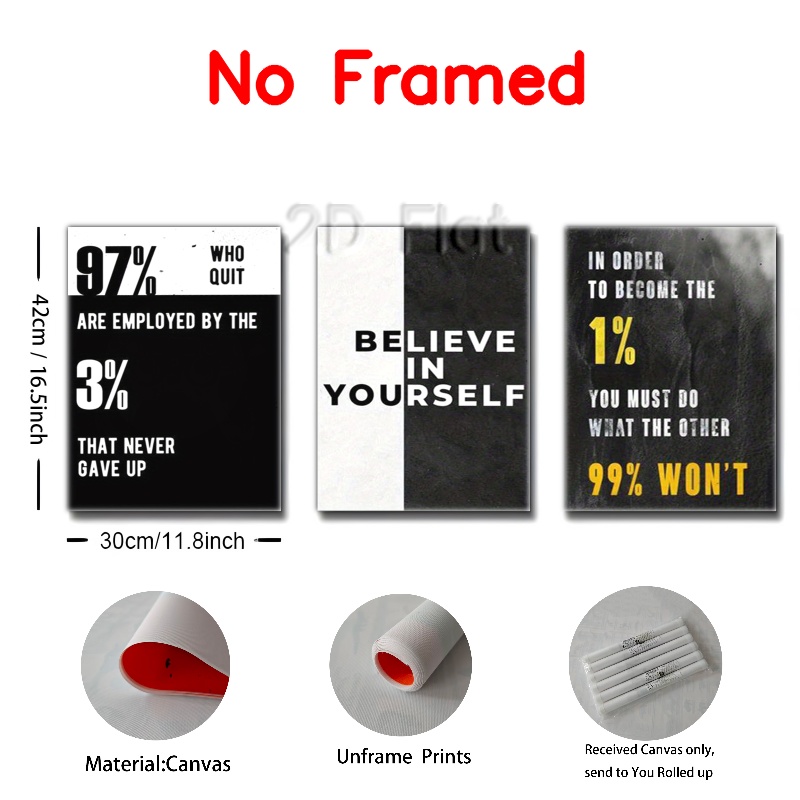 No Framed
2D Flat
97% WHO
QUIT
ARE EMPLOYED BY THE
3%
THAT NEVER
GAVE UP
BELIEVE
IN
YOURSELF
IN ORDER
TO BECOME THE
1%
YOU MUST DO
WHAT THE OTHER
99% WON'T
42cm / 16.5inch
30cm/11.8inch
Material:Canvas
Unframe Prints
Received Canvas only,
send to You Rolled up